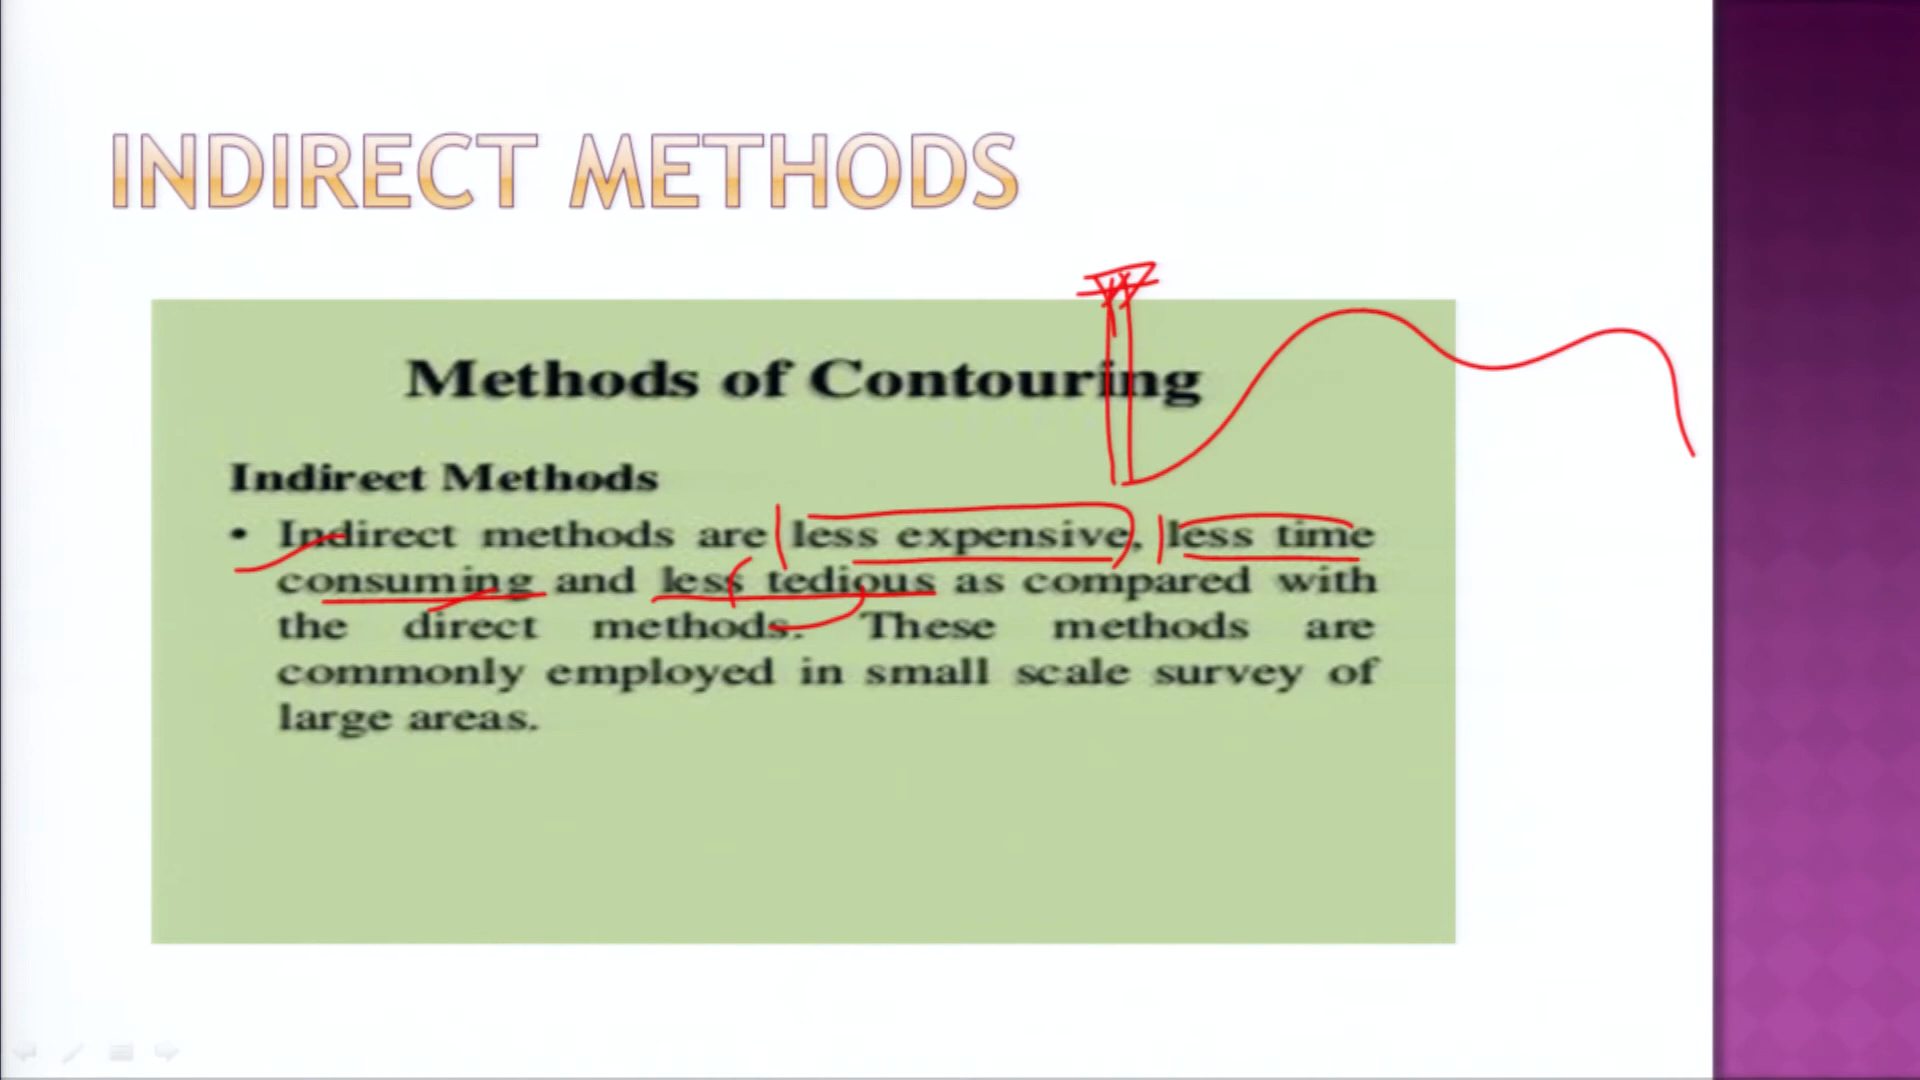 INDIRECT METHODS
Methods of Contouring
Indirect Methods
• Indirect methods are less expensive, less time
consuming and less tedious as compared with
the direct methods. These methods are
commonly employed in small scale survey of
large areas.